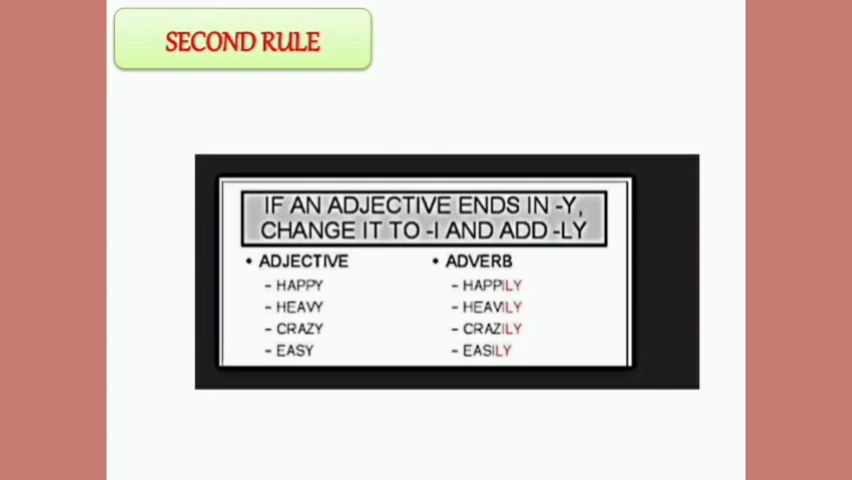 SECOND RULE
IF AN ADJECTIVE ENDS IN -Y,
CHANGE IT TO -I AND ADD -LY
• ADJECTIVE
– HAPPY
– HEAVY
– CRAZY
– EASY
• ADVERB
– HAPPILY
– HEAVILY
– CRAZILY
– EASILY